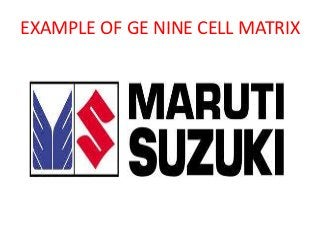 EXAMPLE OF GE NINE CELL MATRIX
MARUTI
SUZUKI